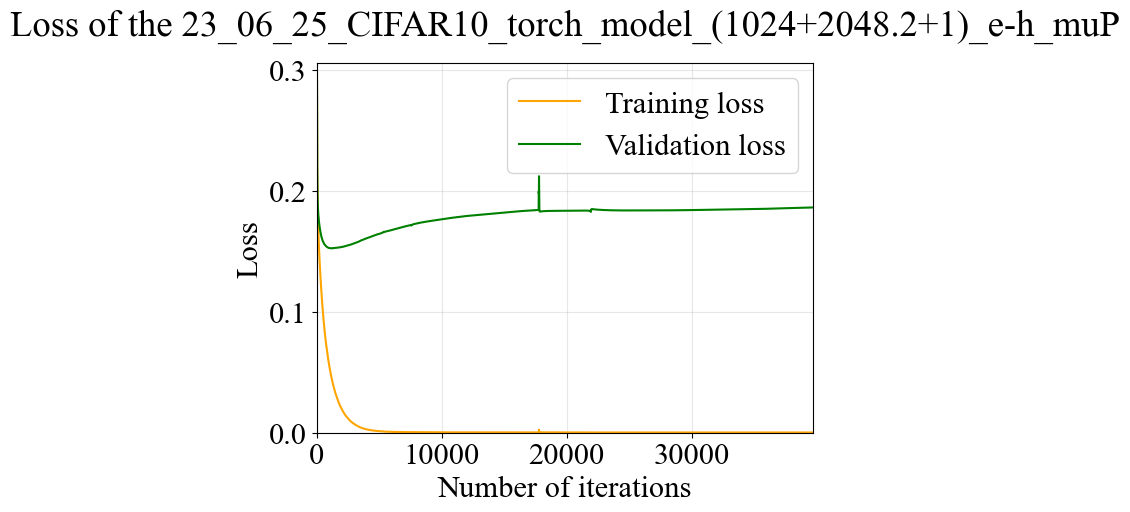 Loss of the 23_06_25_CIFAR10_torch_model_(1024+2048.2+1)_e-h_muP
Training loss
Validation loss
0.3
0.2
0.1
0.0
Loss
0 10000 20000 30000
Number of iterations